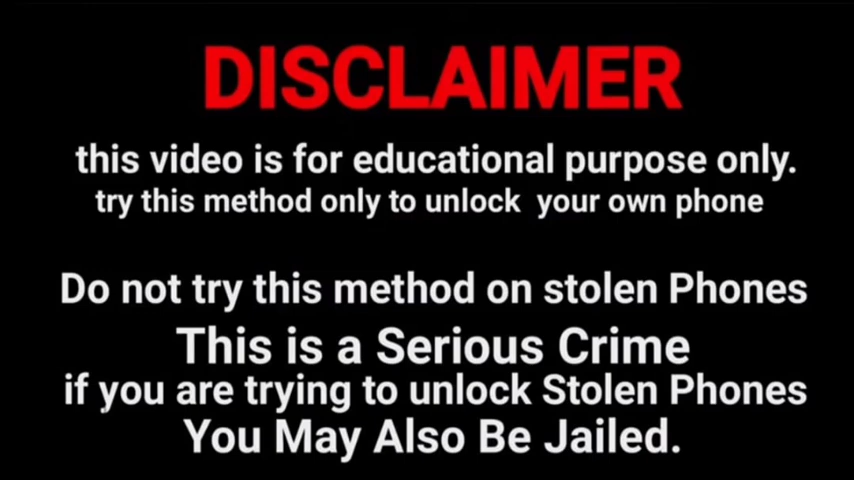 DISCLAIMER
this video is for educational purpose only.
try this method only to unlock your own phone
Do not try this method on stolen Phones
This is a Serious Crime
if you are trying to unlock Stolen Phones
You May Also Be Jailed.